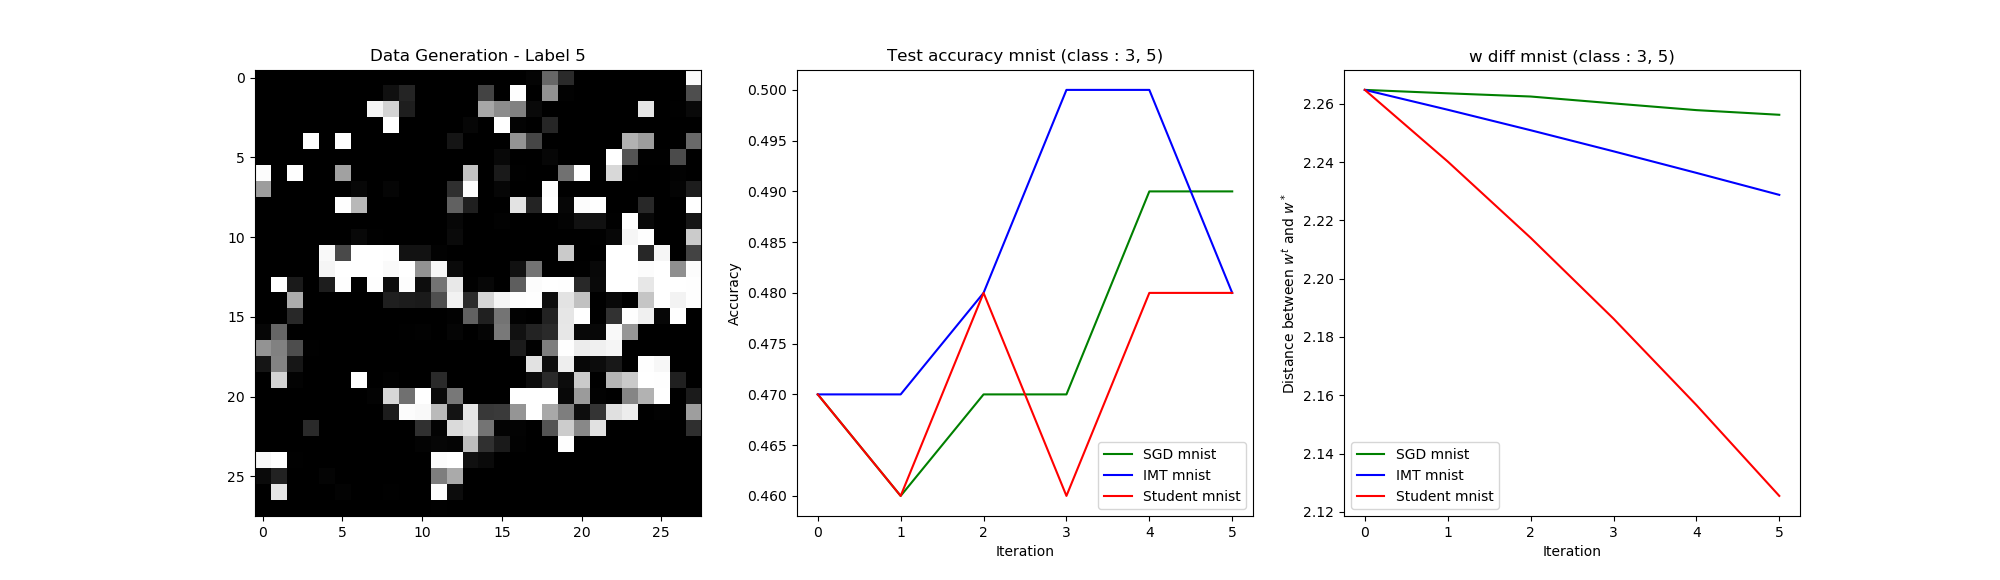 Data Generation - Label 5
0
5
10
15
20
25
0 5 10 15 20 25
Test accuracy mnist (class : 3, 5)
Accuracy
0.500
0.495
0.490
0.485
0.480
0.475
0.470
0.465
0.460
SGD mnist
IMT mnist
Student mnist
0 1 2 3 4 5
Iteration
w diff mnist (class : 3, 5)
Distance between w^t and w^*
2.26
2.24
2.22
2.20
2.18
2.16
2.14
2.12
SGD mnist
IMT mnist
Student mnist
0 1 2 3 4 5
Iteration